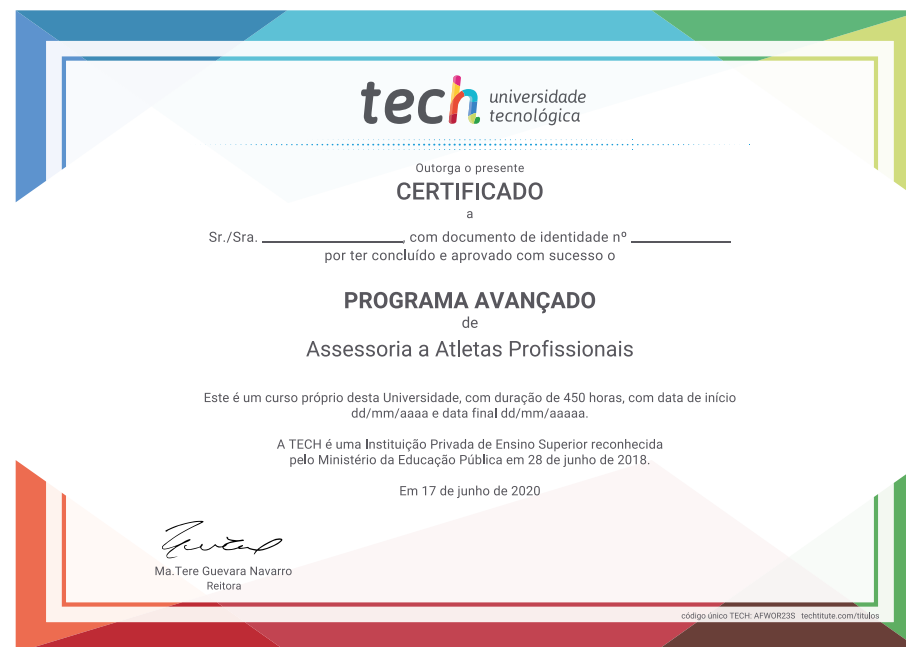 tech universidade
tecnológica
Outorga o presente
CERTIFICADO
a
Sr./Sra. ____________________, com documento de identidade nº ______________
por ter concluído e aprovado com sucesso o
PROGRAMA AVANÇADO
de
Assessoria a Atletas Profissionais
Este é um curso próprio desta Universidade, com duração de 450 horas, com data de início
dd/mm/aaaa e data final dd/mm/aaaaa.
A TECH é uma Instituição Privada de Ensino Superior reconhecida
pelo Ministério da Educação Pública em 28 de junho de 2018.
Em 17 de junho de 2020
Ma.Tere Guevara Navarro
Reitora
código único TECH: AFWOR23S techtitute.com/titulos